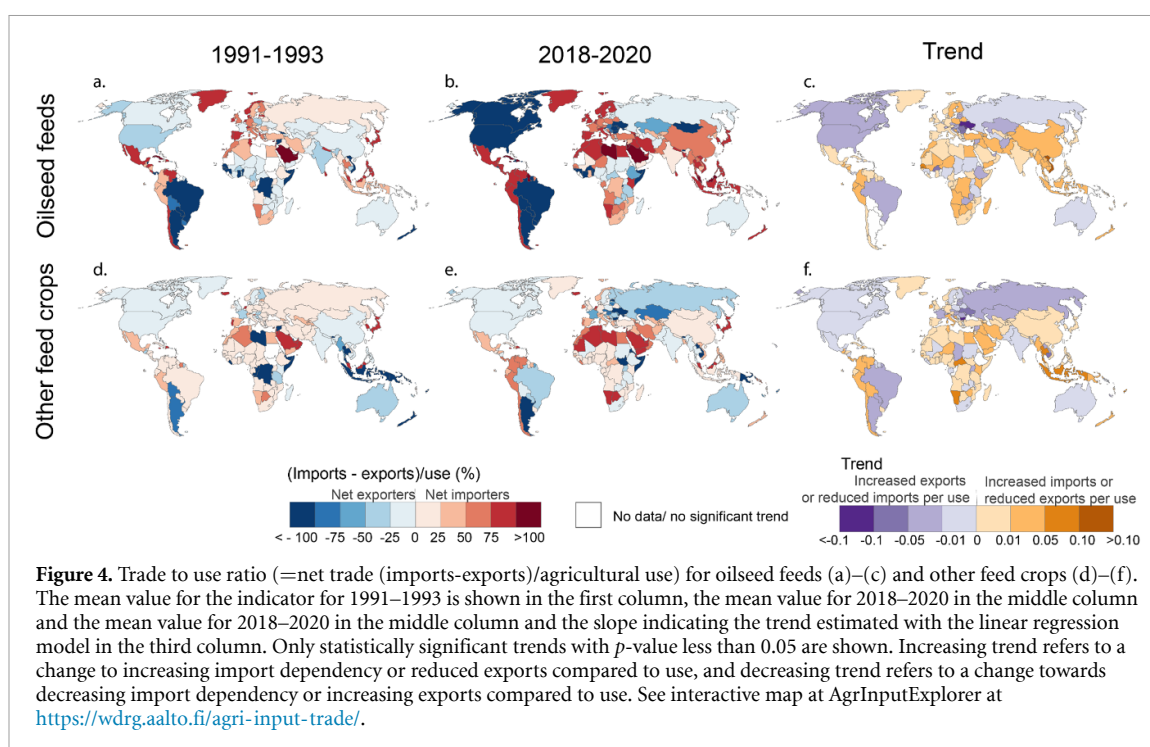 1991-1993
2018-2020
Trend
a.
b.
c.
Oilseed feeds
d.
e.
f.
Other feed crops
(Imports - exports)/use (%)
Net exporters Net importers
< - 100 -75 -50 -25 0 25 50 75 >100
No data/ no significant trend
Trend
Increased exports
or reduced imports per use
Increased imports or
reduced exports per use
<-0.1 -0.1 -0.05 -0.01 0 0.01 0.05 0.10 >0.10
Figure 4. Trade to use ratio (=net trade (imports-exports)/agricultural use) for oilseed feeds (a)–(c) and other feed crops (d)–(f).
The mean value for the indicator for 1991–1993 is shown in the first column, the mean value for 2018–2020 in the middle column
and the mean value for 2018–2020 in the middle column and the slope indicating the trend estimated with the linear regression
model in the third column. Only statistically significant trends with p-value less than 0.05 are shown. Increasing trend refers to a
change to increasing import dependency or reduced exports compared to use, and decreasing trend refers to a change towards
decreasing import dependency or increasing exports compared to use. See interactive map at AgrInputExplorer at
https://wdrg.aalto.fi/agri-input-trade/.